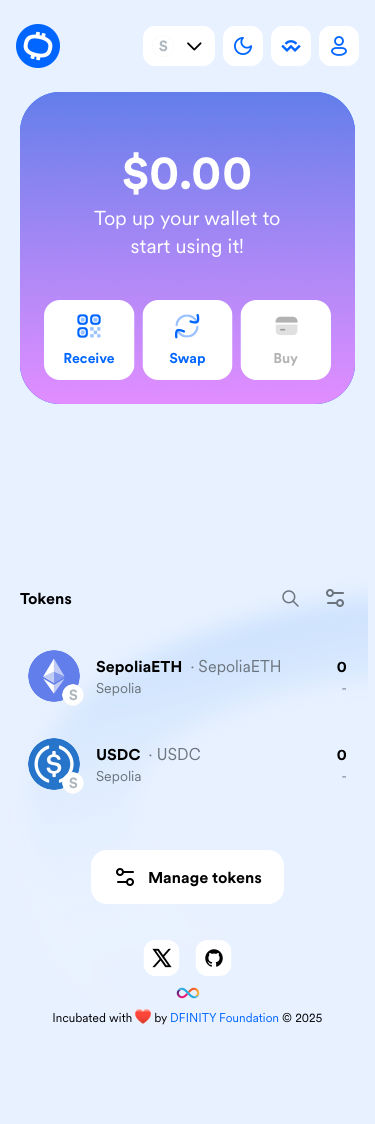 S
$0.00
Top up your wallet to
start using it!
Receive
Swap
Buy
Tokens
SepoliaETH · SepoliaETH
0
S
Sepolia
-
USDC · USDC
0
S
Sepolia
-
Manage tokens
Incubated with ❤️ by DFINITY Foundation © 2025